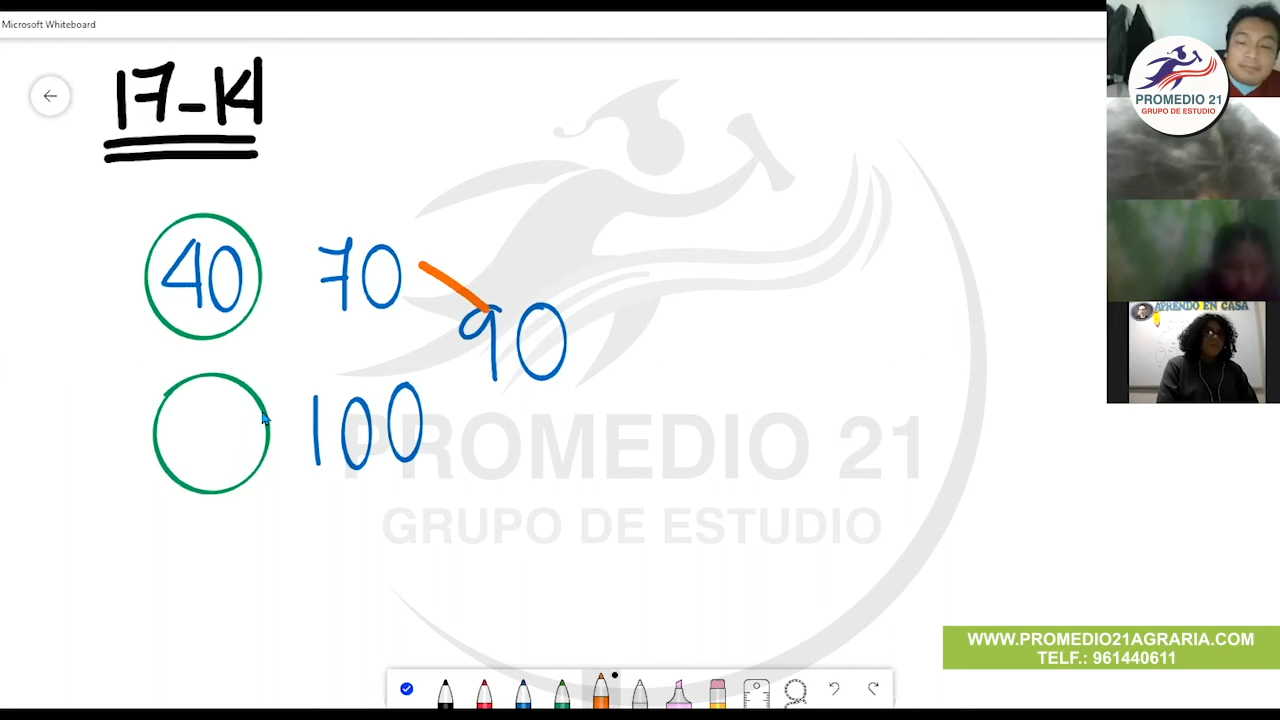 Microsoft Whiteboard
17-14
40 70
90
100
PROMEDIO 21
GRUPO DE ESTUDIO
PROMEDIO 21
GRUPO DE ESTUDIO
APRENDO EN CASA
WWW.PROMEDIO21AGRARIA.COM
TELF.: 961440611